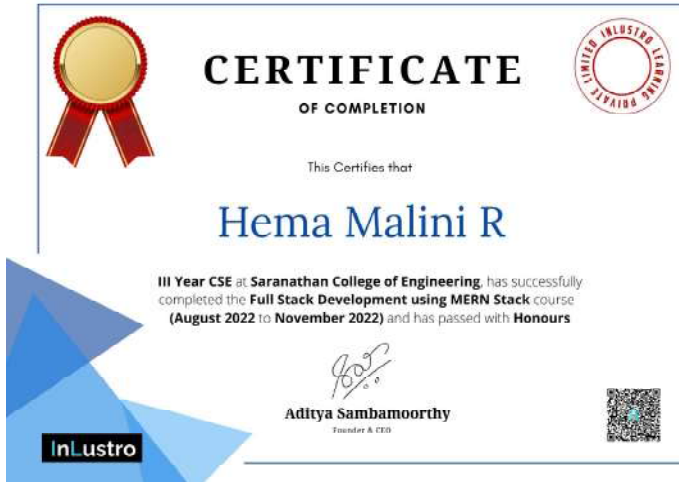 CERTIFICATE
OF COMPLETION
INLUSTRO LEARNING PRIVATE LIMITED
This Certifies that
Hema Malini R
III Year CSE at Saranathan College of Engineering, has successfully
completed the Full Stack Development using MERN Stack course
(August 2022 to November 2022) and has passed with Honours
Aditya Sambamoorthy
Founder & CEO
InLustro